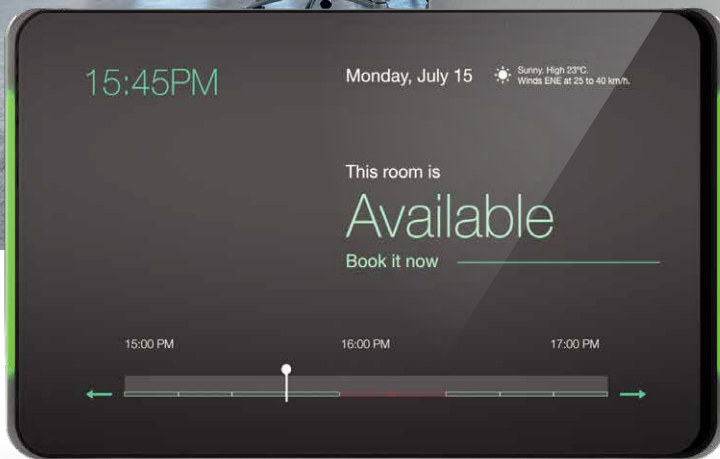 15:45PM
Monday, July 15
Sunny. High 23°C.
Winds ENE at 25 to 40 km/h.
This room is
Available
Book it now
15:00 PM
16:00 PM
17:00 PM